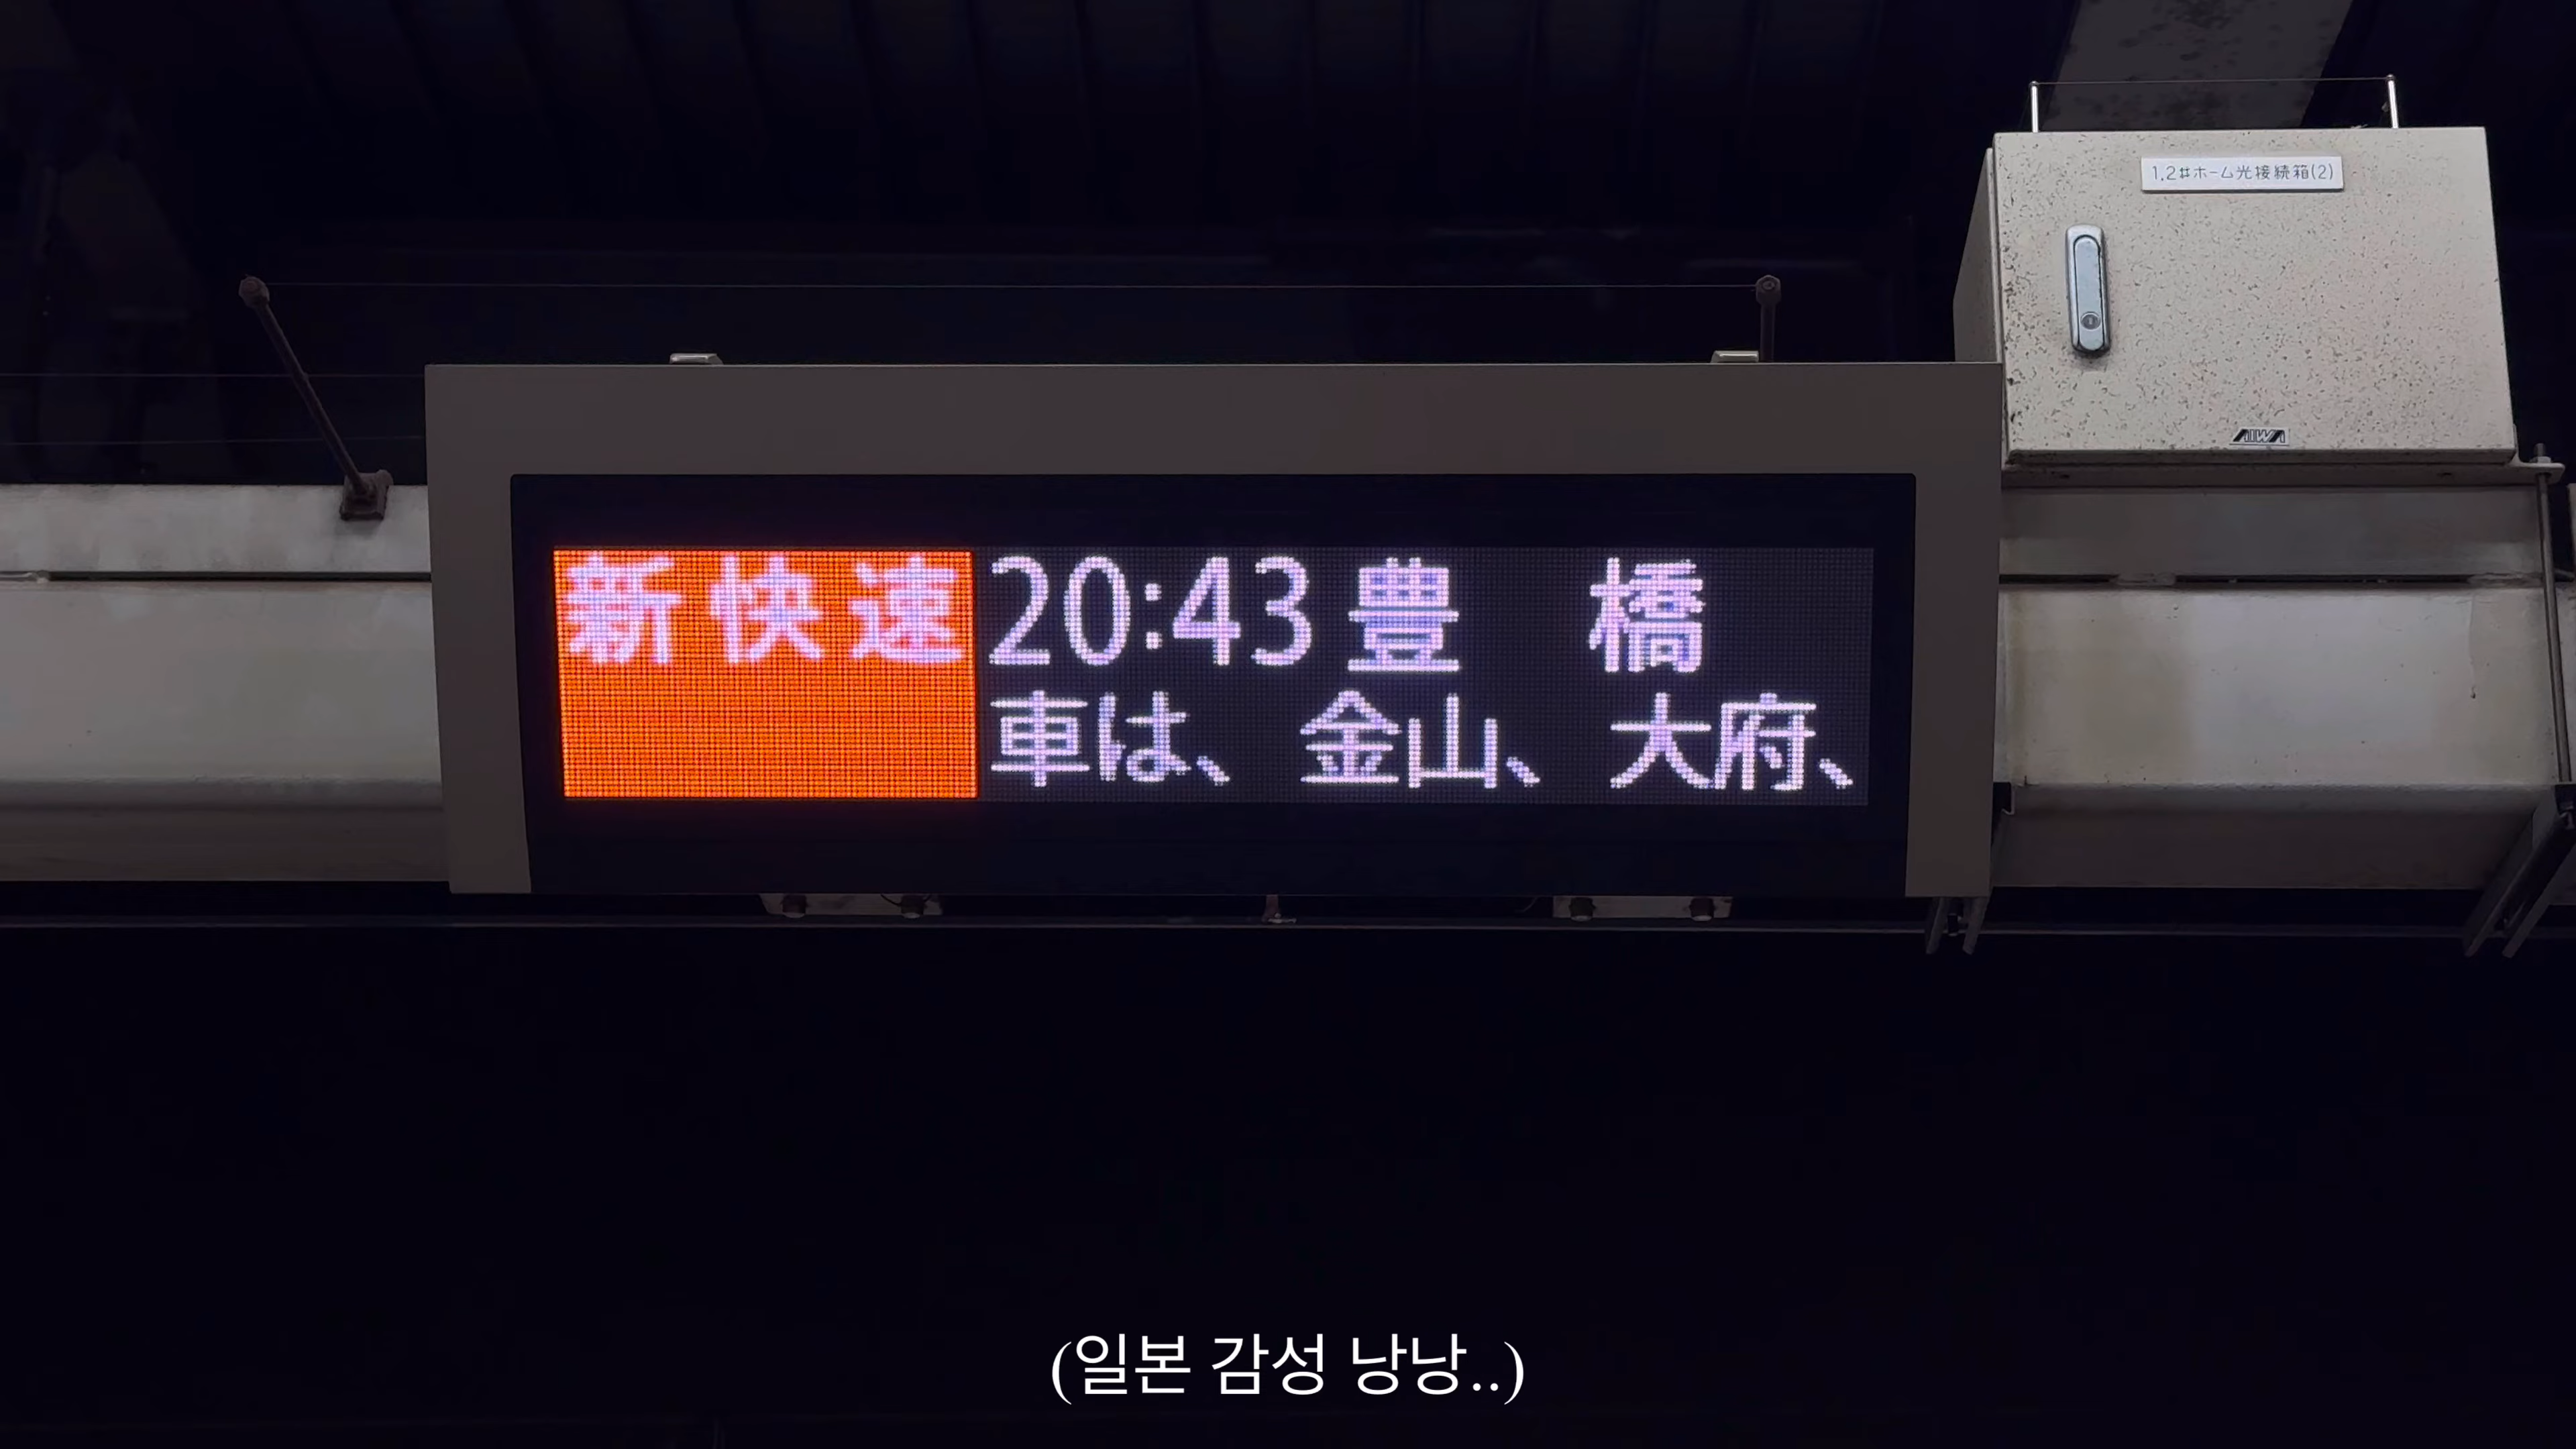 1,2#ホーム光接続箱(2)
AIWA
新快速 20:43 豊 橋
車は、 金山、 大府、
(일본 감성 낭낭..)